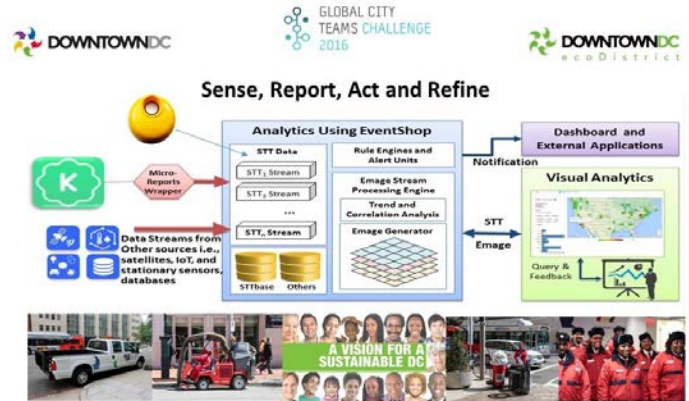 GLOBAL CITY
TEAMS CHALLENGE
2016
DOWNTOWNDC
DOWNTOWNDC
ecoDistrict
Sense, Report, Act and Refine
Analytics Using EventShop
STT Data
STT₁ Stream
STT₂ Stream
...
STTₙ Stream
STTbase
Others
Rule Engines and
Alert Units
Emage Stream
Processing Engine
Trend and
Correlation Analysis
Emage Generator
K
Micro-
Reports
Wrapper
Data Streams from
Other sources i.e.,
satellites, IoT, and
stationary sensors,
databases
Notification
STT
Emage
Dashboard and
External Applications
Visual Analytics
Query &
Feedback
A VISION FOR A
SUSTAINABLE DC